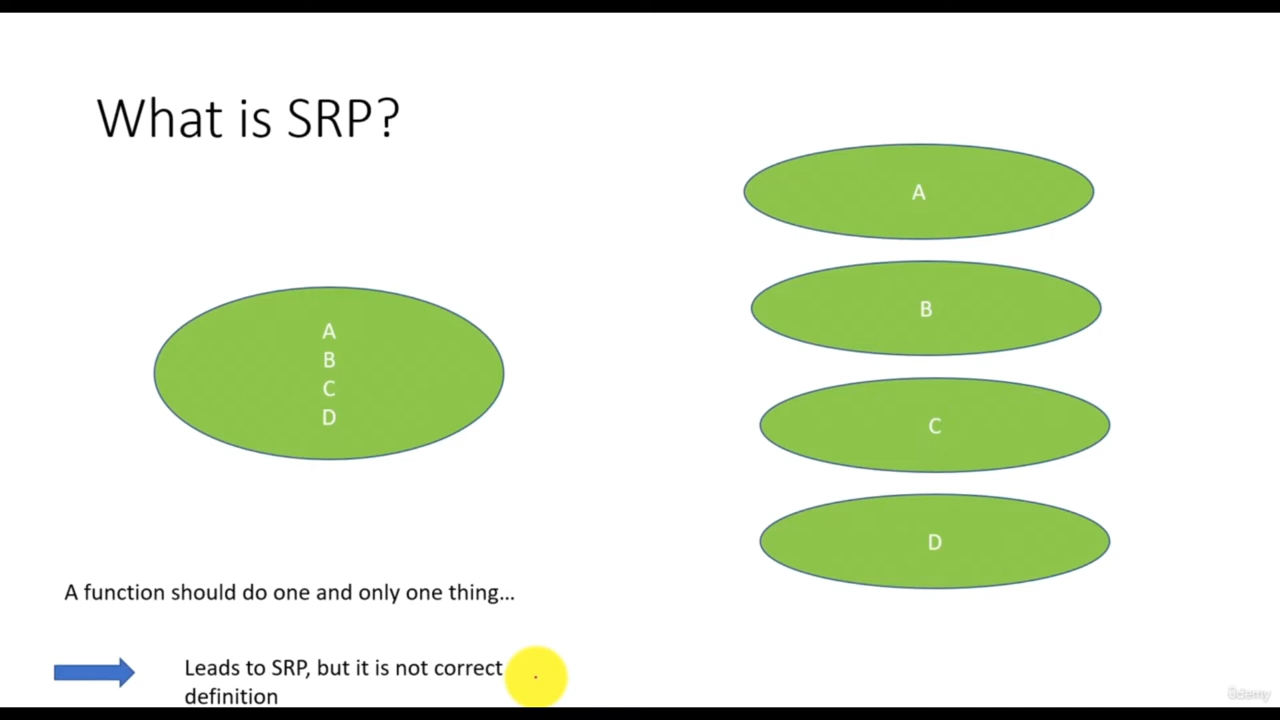 What is SRP?
A
B
C
D
A
B
C
D
A function should do one and only one thing...
Leads to SRP, but it is not correct
definition
Udemy